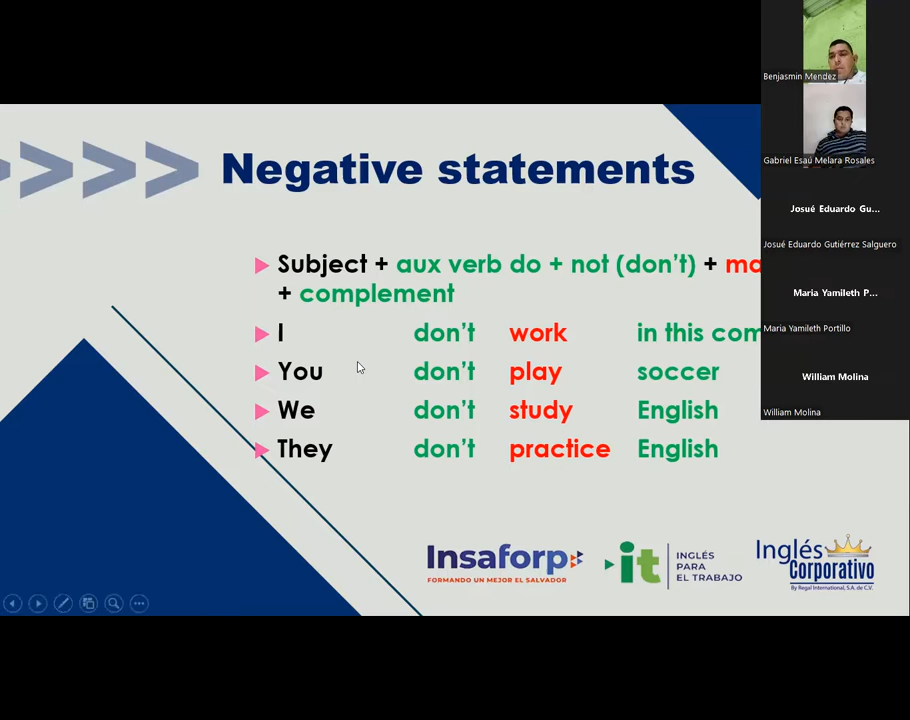 Negative statements
Subject + aux verb do + not (don't) +
+ complement
I don't work in this
You don't play soccer
We don't study English
They don't practice English
Insaforp
FORMANDO UN MEJOR EL SALVADOR
it
INGLÉS
PARA
EL TRABAJO
Inglés
Corporativo
By Regal International, S.A. de C.V.
Benjasmin Mendez
Gabriel Esaú Melara Rosales
Josué Eduardo Gu...
Josué Eduardo Gutiérrez Salguero
Maria Yamileth P...
Maria Yamileth Portillo
William Molina
William Molina